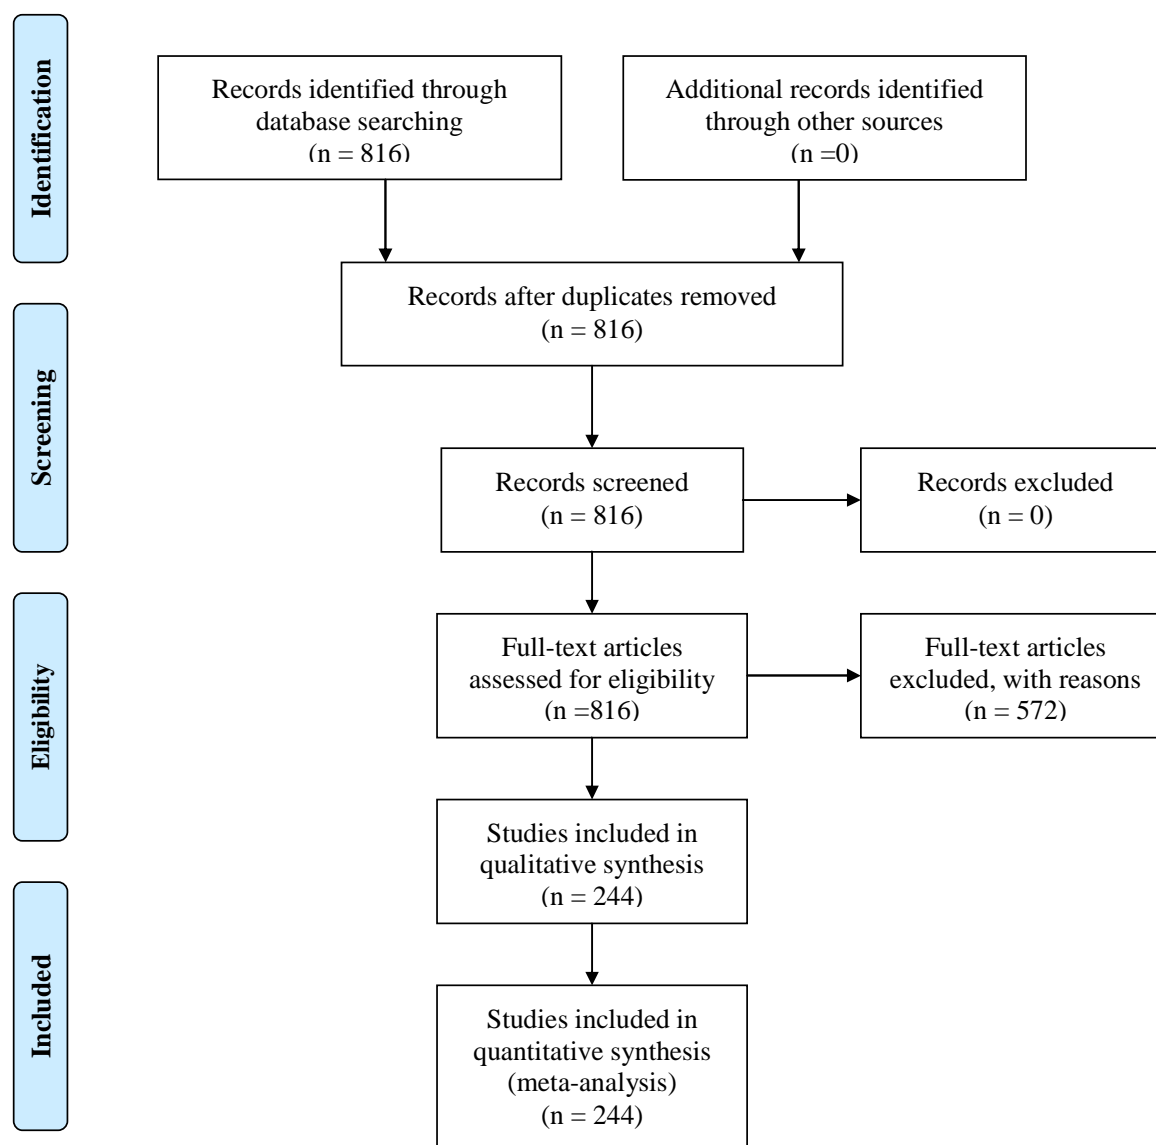 Identification
Records identified through
database searching
(n = 816)
Additional records identified
through other sources
(n =0)
Records after duplicates removed
(n = 816)
Screening
Records screened
(n = 816)
Records excluded
(n = 0)
Eligibility
Full-text articles
assessed for eligibility
(n =816)
Full-text articles
excluded, with reasons
(n = 572)
Studies included in
qualitative synthesis
(n = 244)
Included
Studies included in
quantitative synthesis
(meta-analysis)
(n = 244)